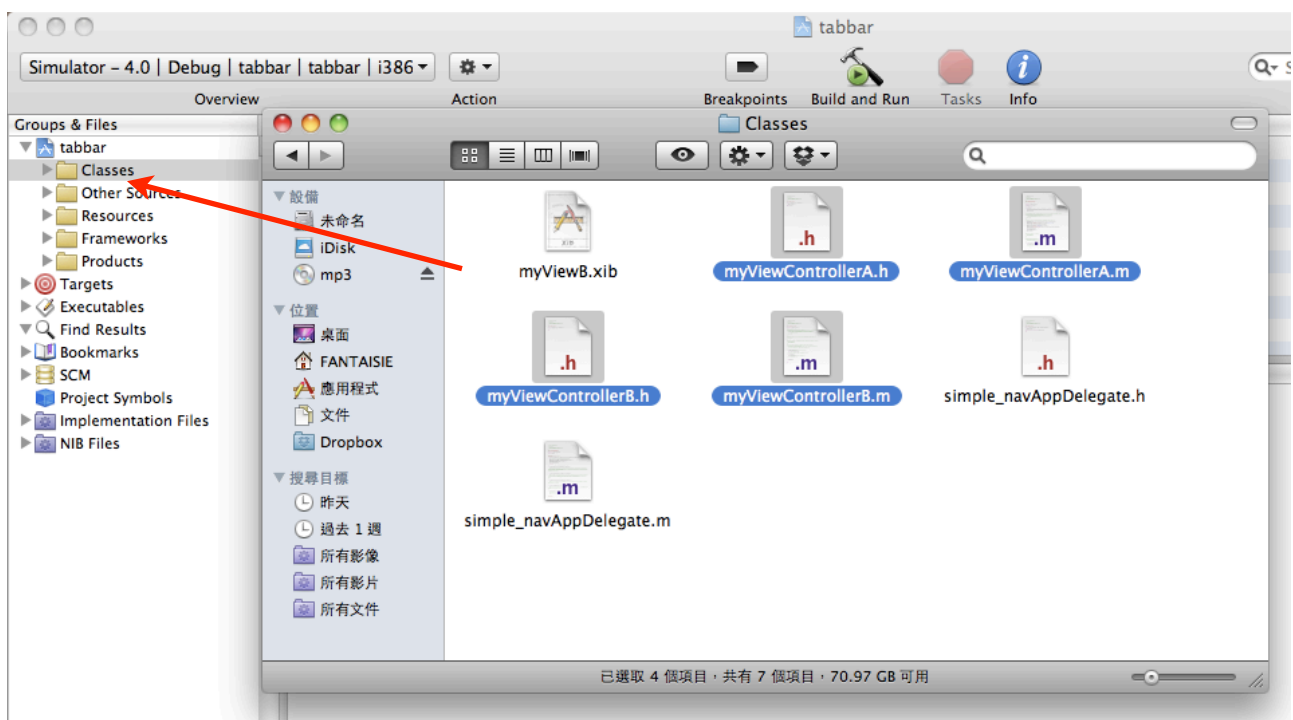 tabbar
Simulator – 4.0 | Debug | tabbar | tabbar | i386
Overview
Action
Breakpoints
Build and Run
Tasks
Info
Groups & Files
tabbar
Classes
Other Sources
Resources
Frameworks
Products
Targets
Executables
Find Results
Bookmarks
SCM
Project Symbols
Implementation Files
NIB Files
Classes
設備
未命名
iDisk
mp3
位置
桌面
FANTAISIE
應用程式
文件
Dropbox
搜尋目標
昨天
過去 1 週
所有影像
所有影片
所有文件
XIB
myViewB.xib
.h
myViewControllerA.h
.m
myViewControllerA.m
.h
myViewControllerB.h
.m
myViewControllerB.m
.h
simple_navAppDelegate.h
.m
simple_navAppDelegate.m
已選取 4 個項目，共有 7 個項目，70.97 GB 可用